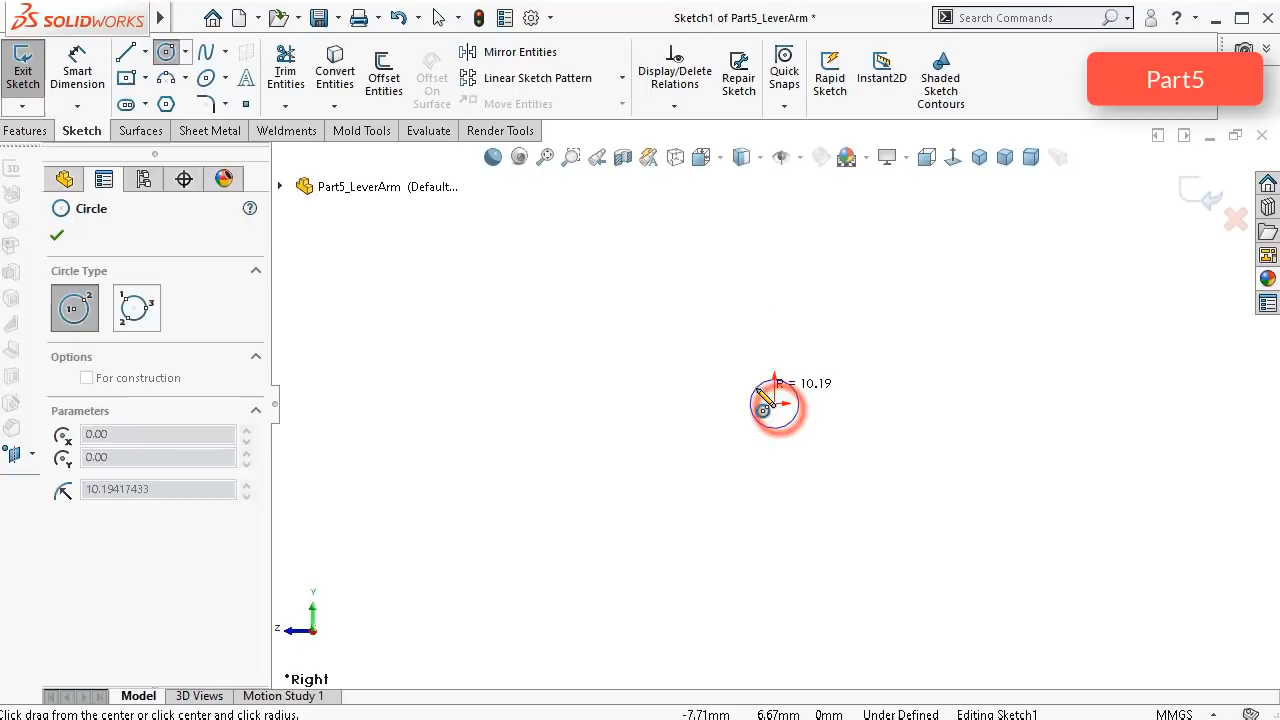 SOLIDWORKS
Sketch1 of Part5_LeverArm *
Search Commands
Exit Sketch
Smart Dimension
Trim Entities
Convert Entities
Offset Entities
Offset On Surface
Mirror Entities
Linear Sketch Pattern
Move Entities
Display/Delete Relations
Repair Sketch
Quick Snaps
Rapid Sketch
Instant2D
Shaded Sketch Contours
Part5
Features
Sketch
Surfaces
Sheet Metal
Weldments
Mold Tools
Evaluate
Render Tools
Part5_LeverArm (Default...
Circle
Circle Type
Options
For construction
Parameters
0.00
0.00
10.19417433
R = 10.19
Y
Z
*Right
Model
3D Views
Motion Study 1
Click drag from the center or click center and click radius.
-7.71mm
6.67mm
0mm
Under Defined
Editing Sketch1
MMGS